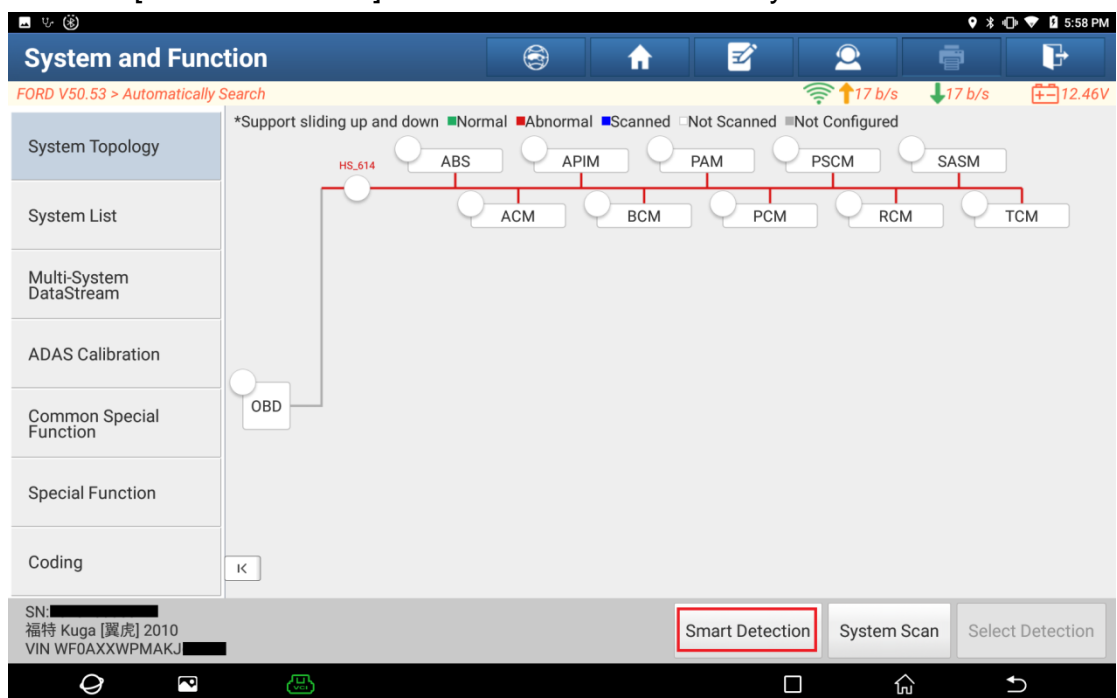 5:58 PM
System and Function
FORD V50.53 > Automatically Search
17 b/s
17 b/s
12.46V
System Topology
System List
Multi-System
DataStream
ADAS Calibration
Common Special
Function
Special Function
Coding
*Support sliding up and down Normal Abnormal Scanned Not Scanned Not Configured
HS_614
ABS
APIM
PAM
PSCM
SASM
ACM
BCM
PCM
RCM
TCM
OBD
SN:
福特 Kuga [翼虎] 2010
VIN WF0AXXWPMAKJ
Smart Detection
System Scan
Select Detection
VCI